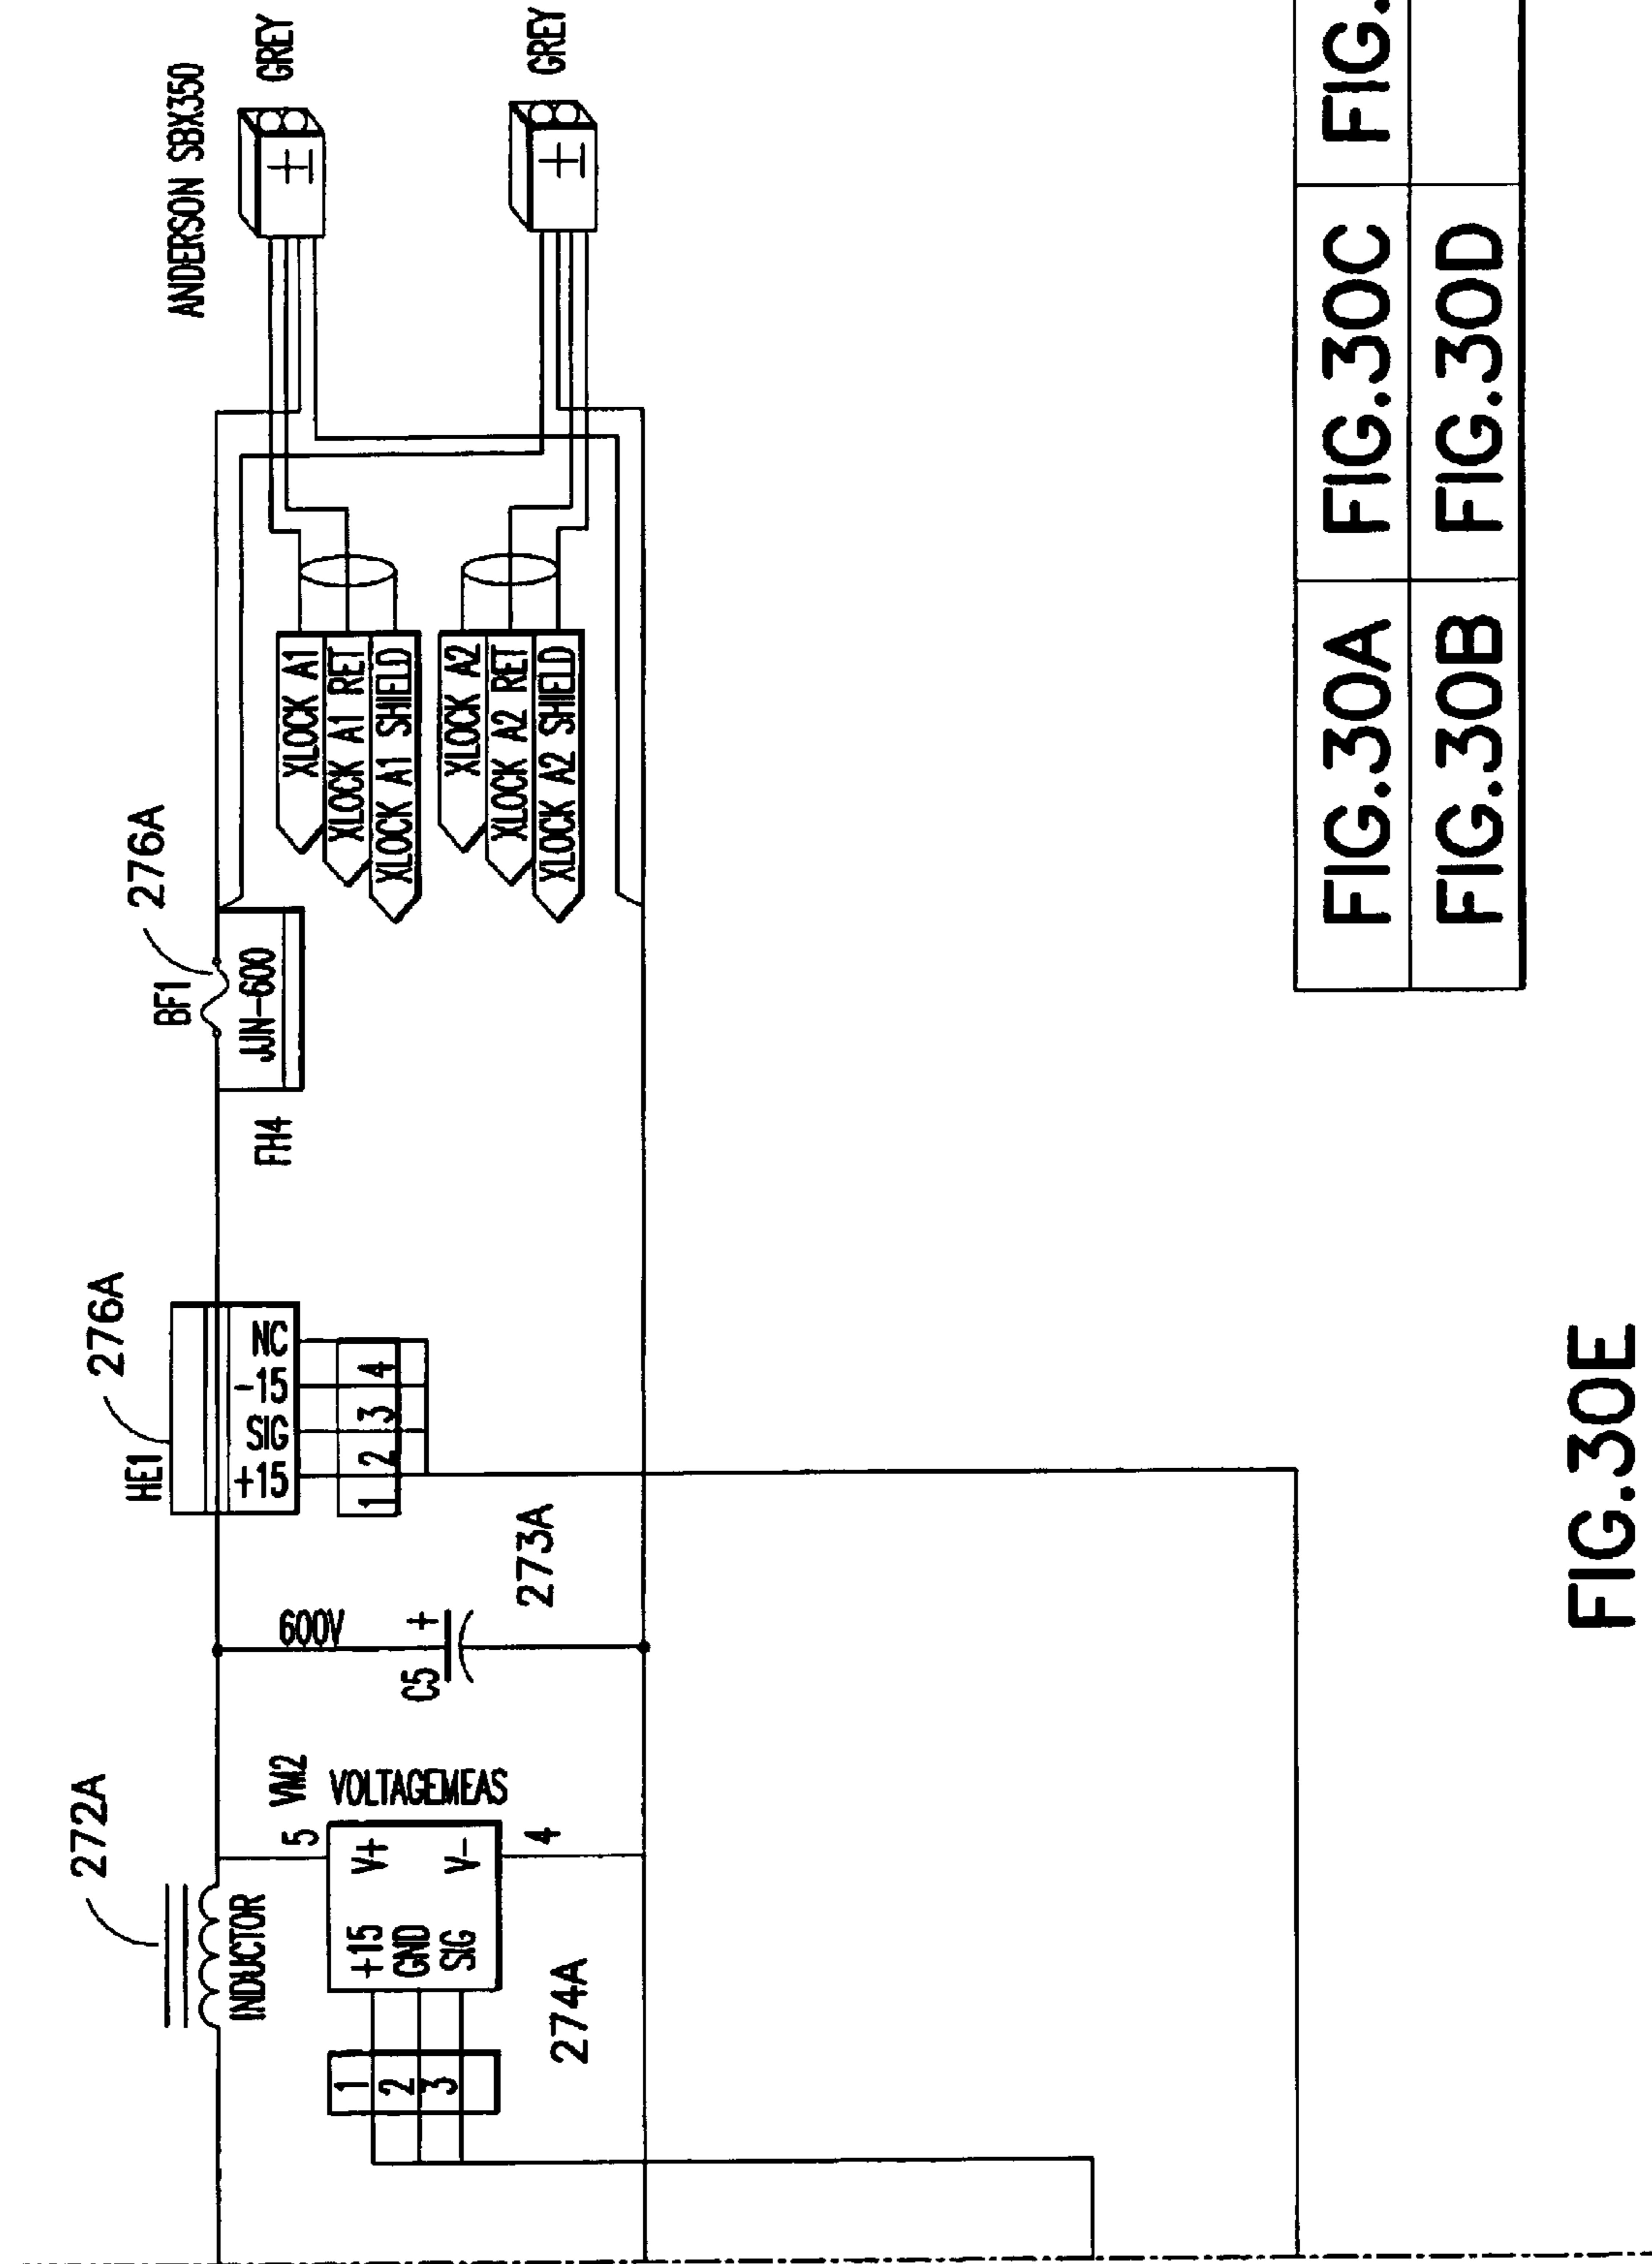 272A
INDUCTOR
VM2
5
VOLTAGEMEAS
V+
V-
+15
GND
SIG
4
1
2
3
274A
600V
C5
+
273A
276A
HE1
+15
SIG
-15
NC
1
2
3
4
276A
BF1
JJN-600
FH4
XLOCK A1
XLOCK A1 RET
XLOCK A1 SHIELD
XLOCK A2
XLOCK A2 RET
XLOCK A2 SHIELD
ANDERSON SBX350
GREY
+
GREY
+
FIG.30A
FIG.30C
FIG.
FIG.30B
FIG.30D
FIG.30E